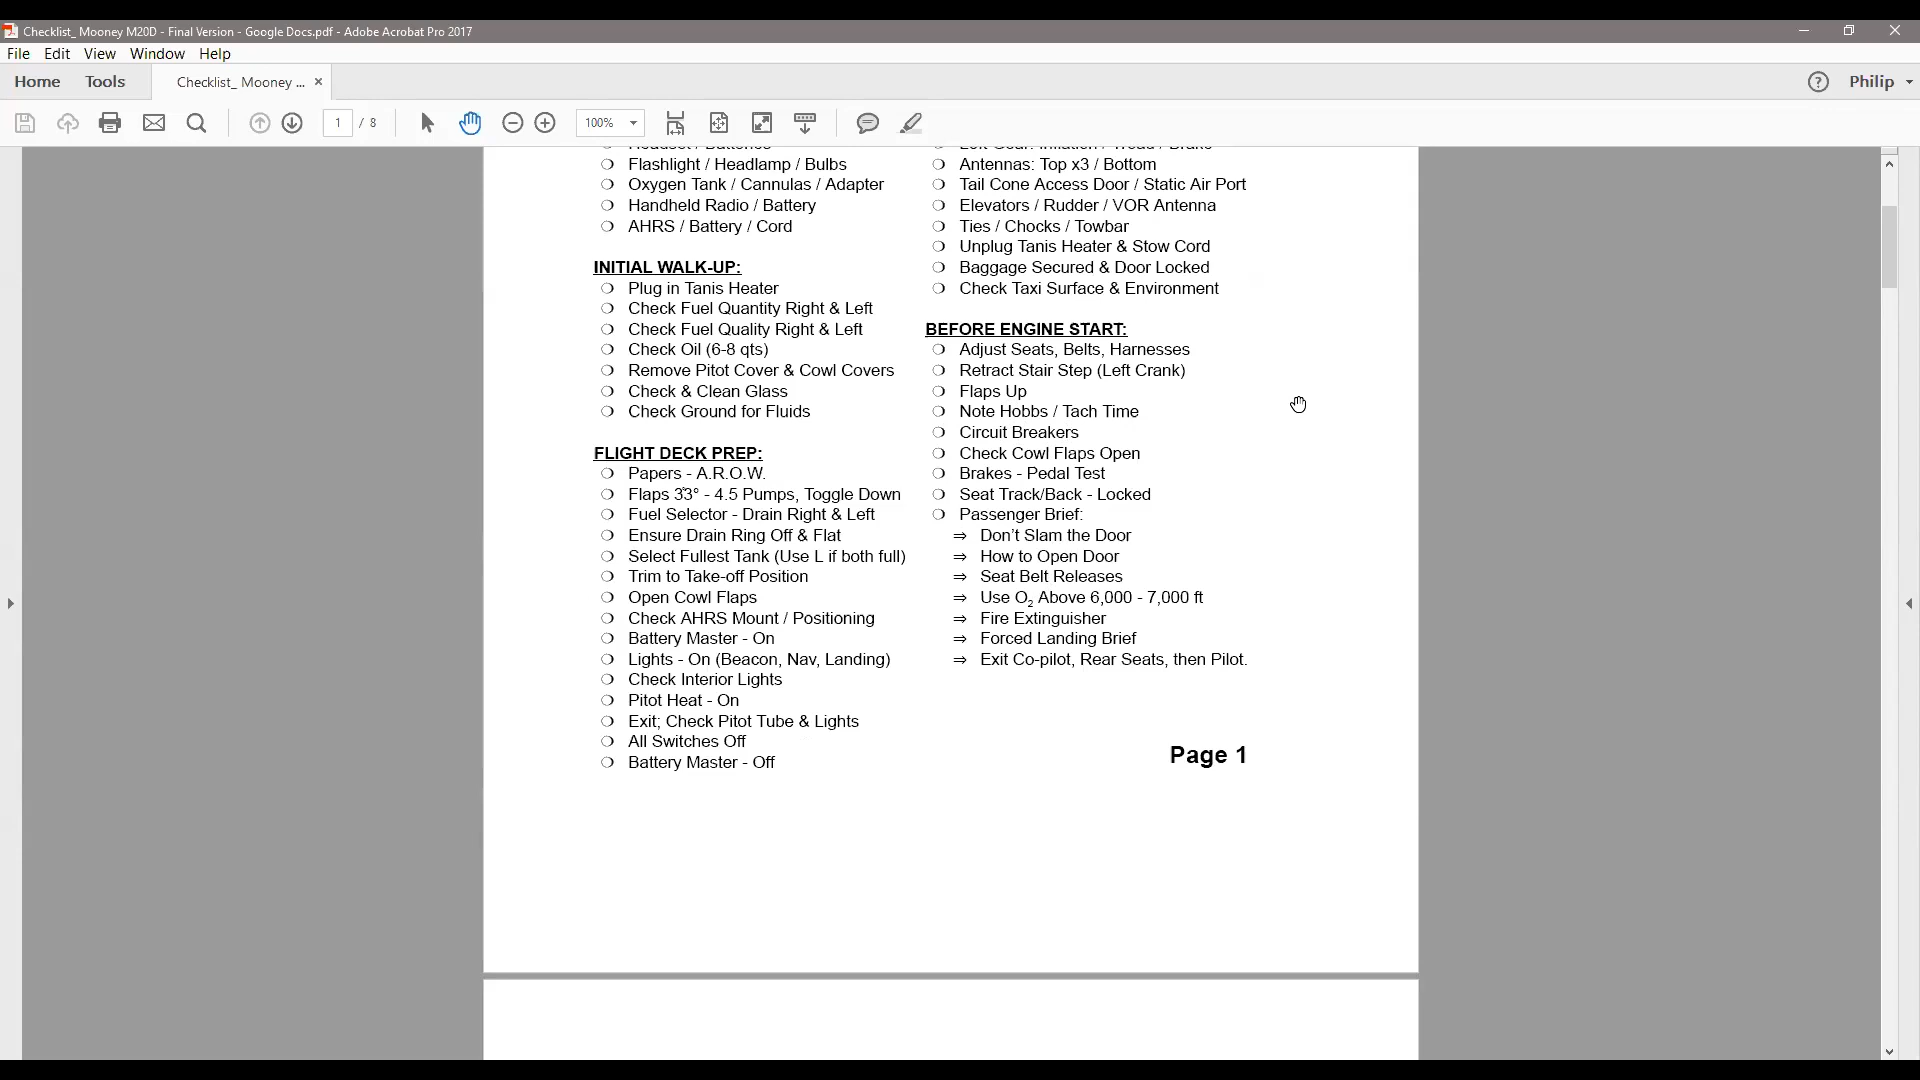 Checklist_ Mooney M20D - Final Version - Google Docs.pdf - Adobe Acrobat Pro 2017
File Edit View Window Help
Home Tools Checklist_ Mooney ... × Philip
1 / 8 100%
Headset / Batteries
❍ Flashlight / Headlamp / Bulbs
❍ Oxygen Tank / Cannulas / Adapter
❍ Handheld Radio / Battery
❍ AHRS / Battery / Cord
INITIAL WALK-UP:
❍ Plug in Tanis Heater
❍ Check Fuel Quantity Right & Left
❍ Check Fuel Quality Right & Left
❍ Check Oil (6-8 qts)
❍ Remove Pitot Cover & Cowl Covers
❍ Check & Clean Glass
❍ Check Ground for Fluids
FLIGHT DECK PREP:
❍ Papers - A.R.O.W.
❍ Flaps 33° - 4.5 Pumps, Toggle Down
❍ Fuel Selector - Drain Right & Left
❍ Ensure Drain Ring Off & Flat
❍ Select Fullest Tank (Use L if both full)
❍ Trim to Take-off Position
❍ Open Cowl Flaps
❍ Check AHRS Mount / Positioning
❍ Battery Master - On
❍ Lights - On (Beacon, Nav, Landing)
❍ Check Interior Lights
❍ Pitot Heat - On
❍ Exit; Check Pitot Tube & Lights
❍ All Switches Off
❍ Battery Master - Off
Left Gear: Inflation / Tread / Brake
❍ Antennas: Top x3 / Bottom
❍ Tail Cone Access Door / Static Air Port
❍ Elevators / Rudder / VOR Antenna
❍ Ties / Chocks / Towbar
❍ Unplug Tanis Heater & Stow Cord
❍ Baggage Secured & Door Locked
❍ Check Taxi Surface & Environment
BEFORE ENGINE START:
❍ Adjust Seats, Belts, Harnesses
❍ Retract Stair Step (Left Crank)
❍ Flaps Up
❍ Note Hobbs / Tach Time
❍ Circuit Breakers
❍ Check Cowl Flaps Open
❍ Brakes - Pedal Test
❍ Seat Track/Back - Locked
❍ Passenger Brief:
⇒ Don't Slam the Door
⇒ How to Open Door
⇒ Seat Belt Releases
⇒ Use O₂ Above 6,000 - 7,000 ft
⇒ Fire Extinguisher
⇒ Forced Landing Brief
⇒ Exit Co-pilot, Rear Seats, then Pilot.
Page 1